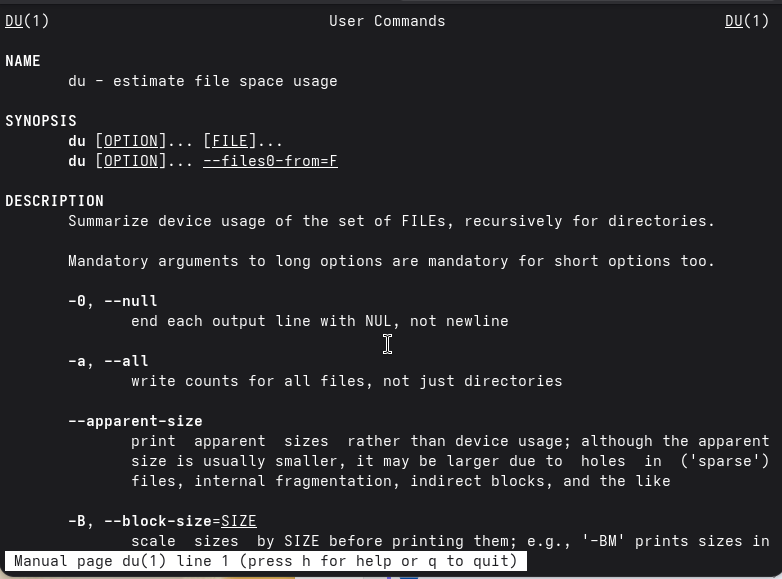 DU(1) User Commands DU(1)
NAME
du - estimate file space usage
SYNOPSIS
du [OPTION]... [FILE]...
du [OPTION]... --files0-from=F
DESCRIPTION
Summarize device usage of the set of FILEs, recursively for directories.
Mandatory arguments to long options are mandatory for short options too.
-0, --null
end each output line with NUL, not newline
-a, --all
write counts for all files, not just directories
--apparent-size
print apparent sizes rather than device usage; although the apparent
size is usually smaller, it may be larger due to holes in ('sparse')
files, internal fragmentation, indirect blocks, and the like
-B, --block-size=SIZE
scale sizes by SIZE before printing them; e.g., '-BM' prints sizes in
Manual page du(1) line 1 (press h for help or q to quit)